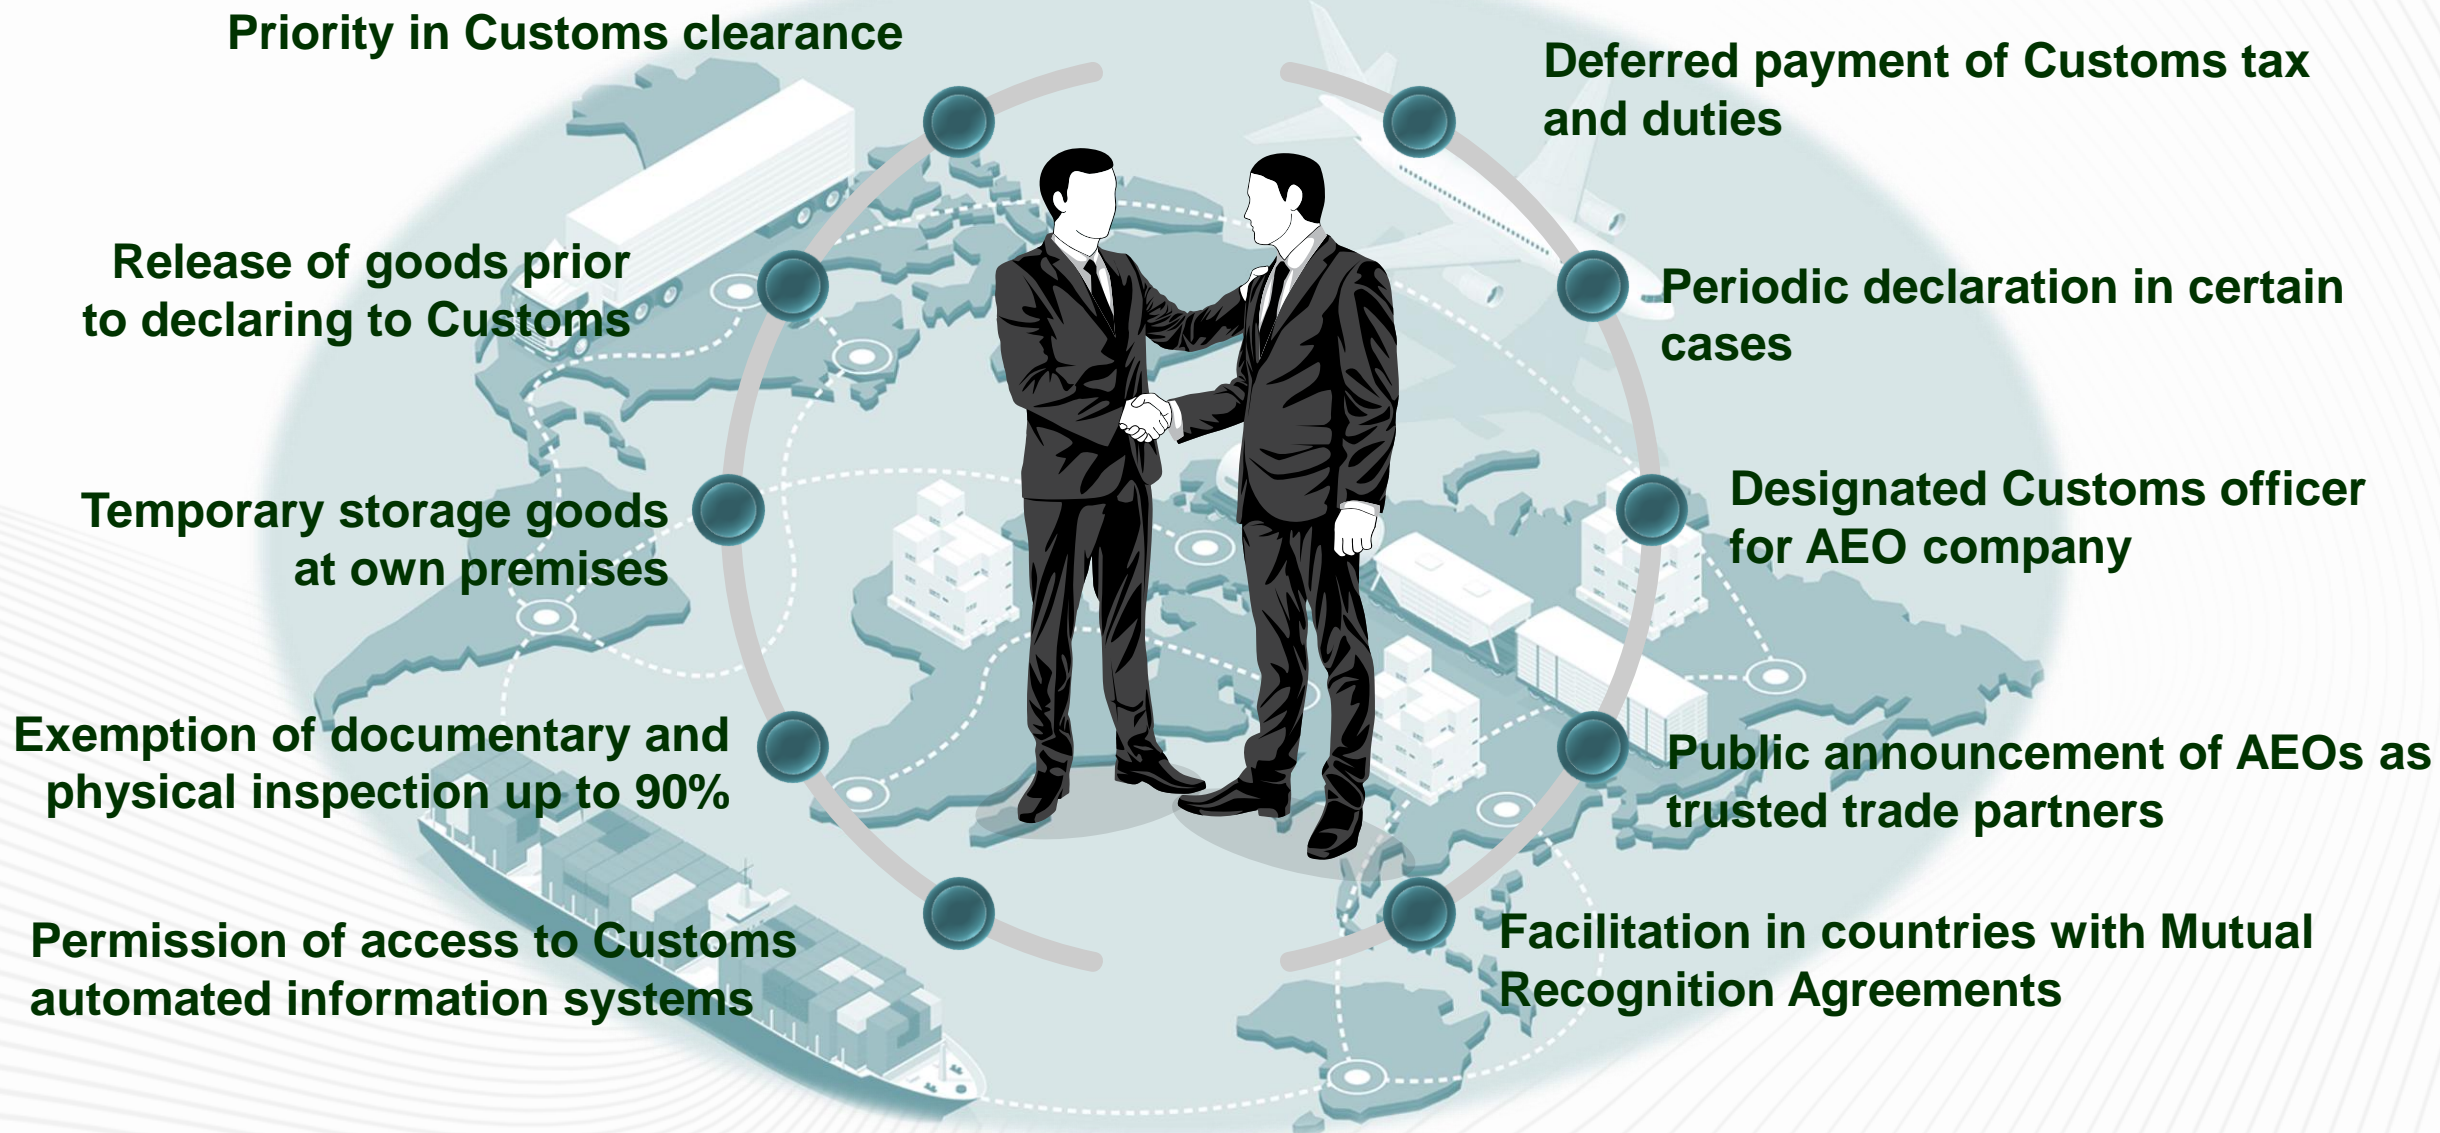 Priority in Customs clearance
Release of goods prior
to declaring to Customs
Temporary storage goods
at own premises
Exemption of documentary and
physical inspection up to 90%
Permission of access to Customs
automated information systems
Deferred payment of Customs tax
and duties
Periodic declaration in certain
cases
Designated Customs officer
for AEO company
Public announcement of AEOs as
trusted trade partners
Facilitation in countries with Mutual
Recognition Agreements